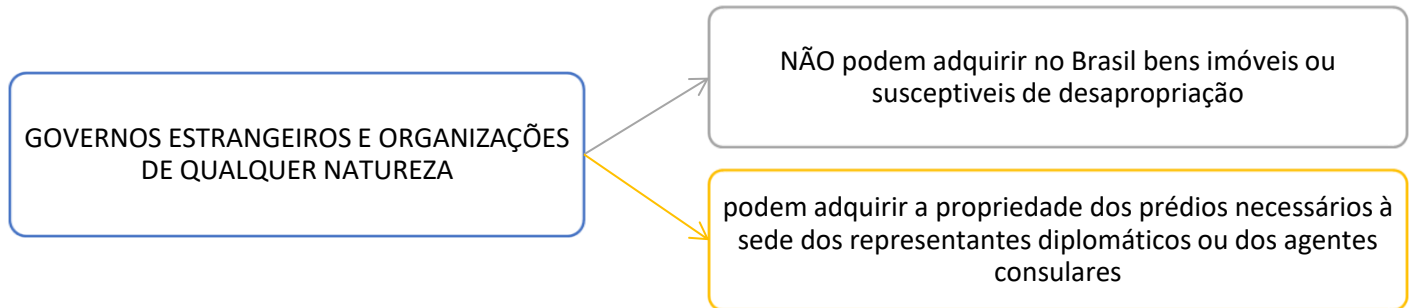 GOVERNOS ESTRANGEIROS E ORGANIZAÇÕES
DE QUALQUER NATUREZA
NÃO podem adquirir no Brasil bens imóveis ou
susceptiveis de desapropriação
podem adquirir a propriedade dos prédios necessários à
sede dos representantes diplomáticos ou dos agentes
consulares